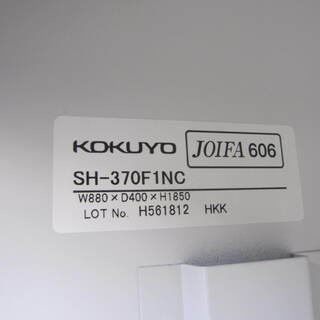 KOKUYO JOIFA 606
SH-370F1NC
W880×D400×H1850
LOT No. H561812 HKK